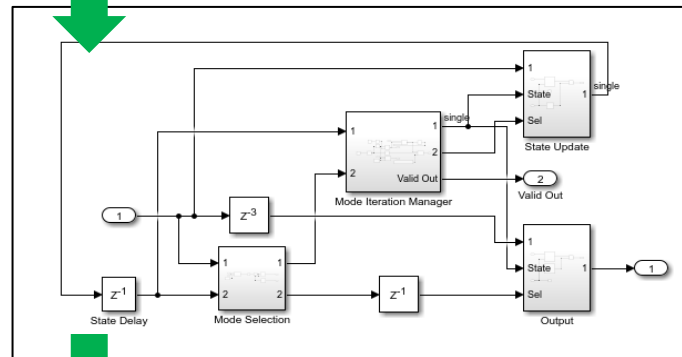 1
State
Sel
1
single
State Update
1
2
single
1
2
Valid Out
Mode Iteration Manager
2
Valid Out
1
z-3
1
2
1
2
Mode Selection
z-1
State Delay
z-1
1
State
Sel
1
Output
1